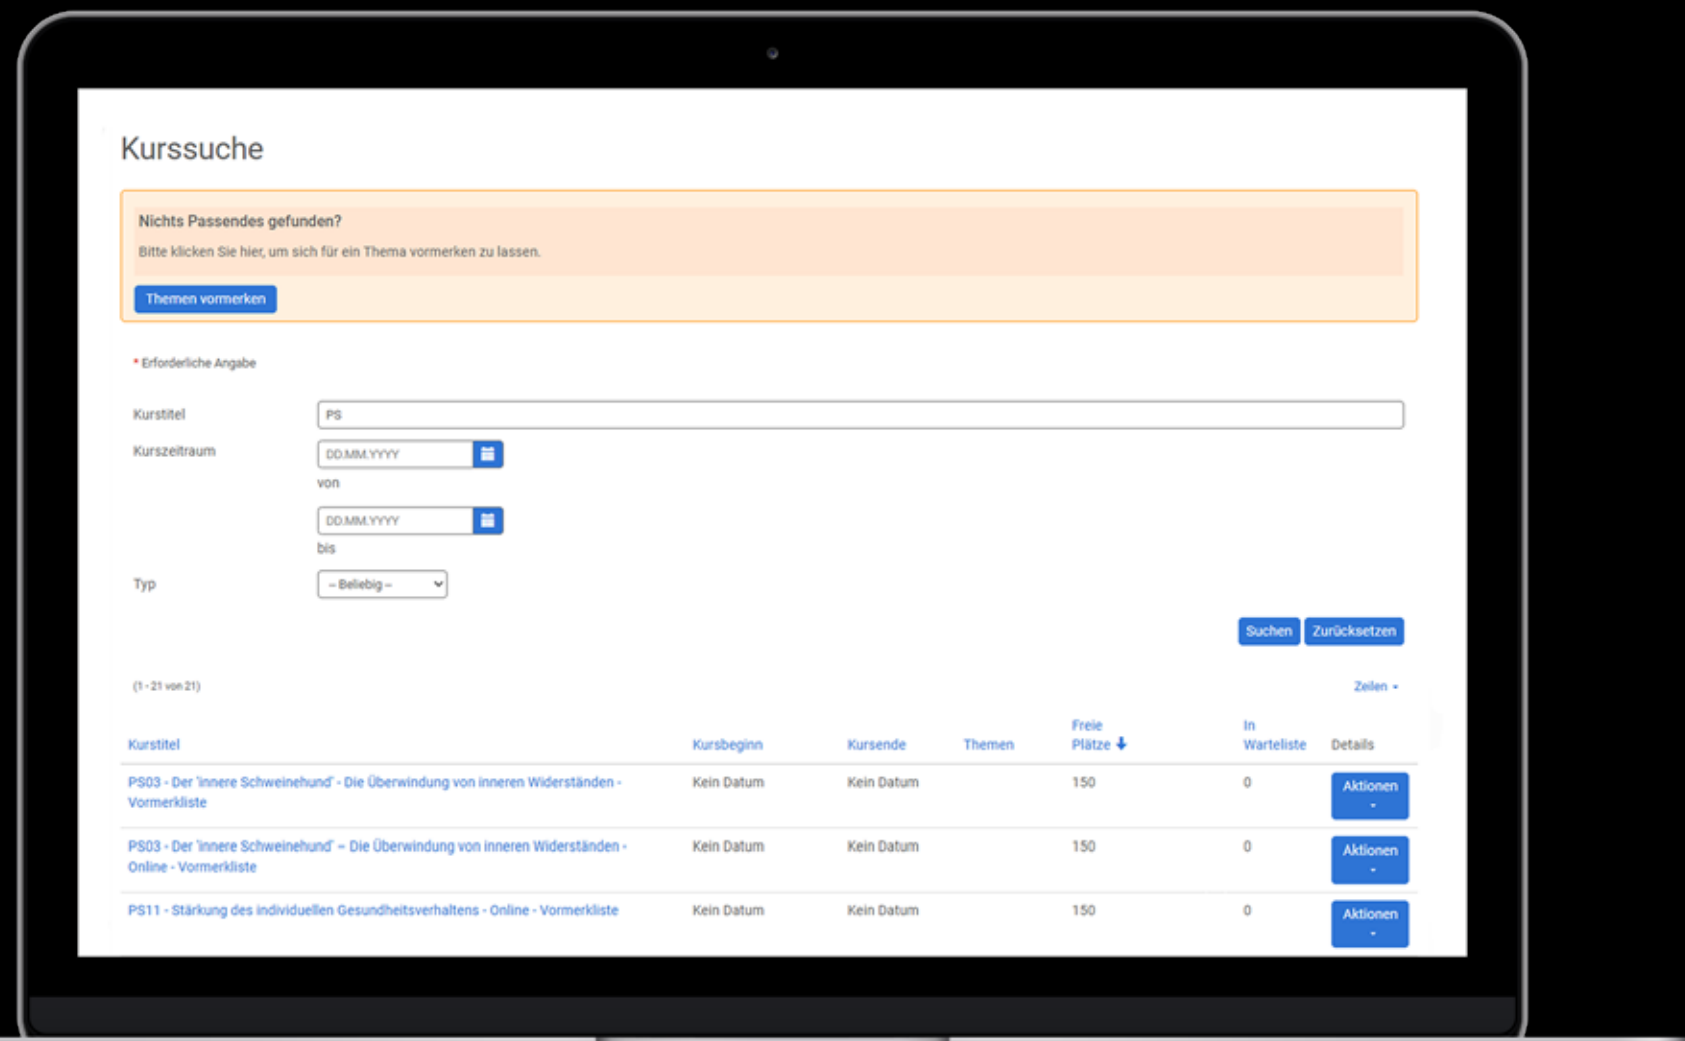 Kurssuche
Nichts Passendes gefunden?
Bitte klicken Sie hier, um sich für ein Thema vormerken zu lassen.
Themen vormerken
* Erforderliche Angabe
Kurstitel PS
Kurszeitraum DD.MM.YYYY
von
DD.MM.YYYY
bis
Typ -- Beliebig --
Suchen Zurücksetzen
(1 - 21 von 21) Zeilen
Kurstitel Kursbeginn Kursende Themen Freie Plätze In Warteliste Details
PS03 - Der 'innere Schweinehund' - Die Überwindung von inneren Widerständen - Kein Datum Kein Datum 150 0 Aktionen
Vormerkliste
PS03 - Der 'innere Schweinehund' – Die Überwindung von inneren Widerständen - Kein Datum Kein Datum 150 0 Aktionen
Online - Vormerkliste
PS11 - Stärkung des individuellen Gesundheitsverhaltens - Online - Vormerkliste Kein Datum Kein Datum 150 0 Aktionen